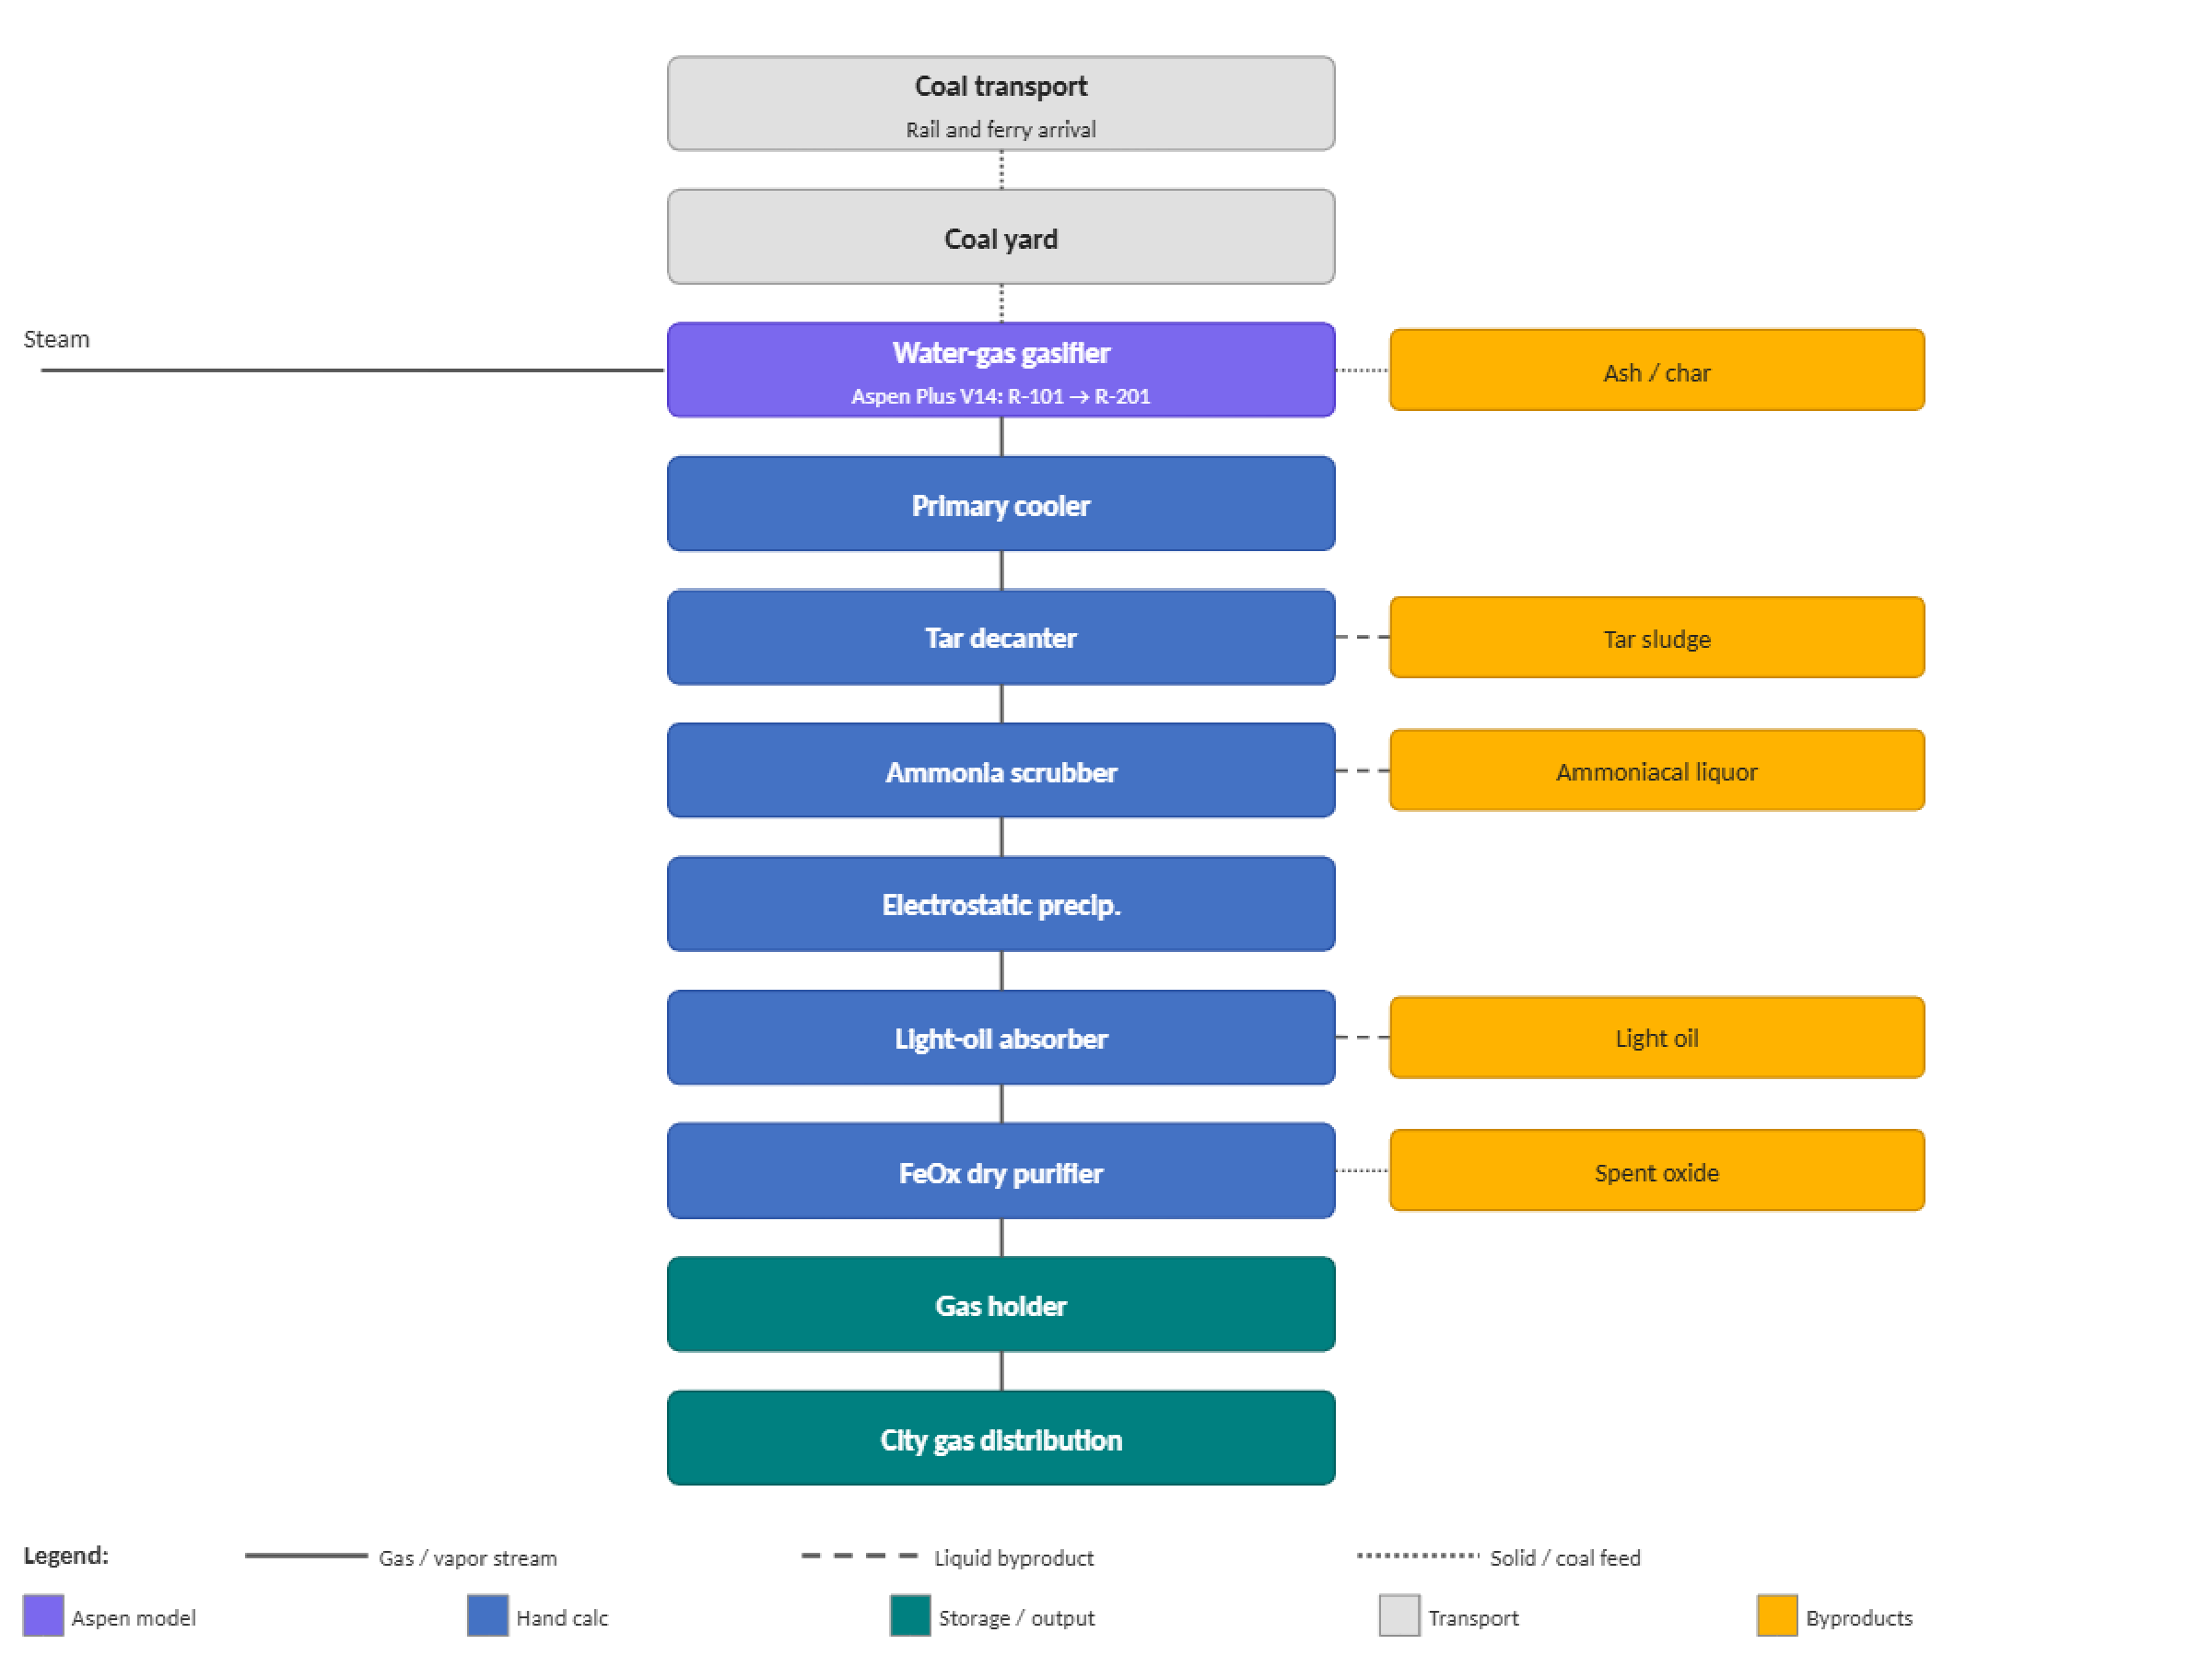 Coal transport
Rail and ferry arrival
Coal yard
Steam
Water-gas gasifier
Aspen Plus V14: R-101 → R-201
Ash / char
Primary cooler
Tar decanter
Tar sludge
Ammonia scrubber
Ammoniacal liquor
Electrostatic precip.
Light-oil absorber
Light oil
FeOx dry purifier
Spent oxide
Gas holder
City gas distribution
Legend:
Gas / vapor stream
Liquid byproduct
Solid / coal feed
Aspen model
Hand calc
Storage / output
Transport
Byproducts